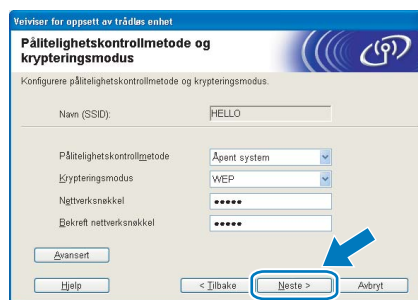 Veiviser for oppsett av trådløs enhet
Pålitelighetskontrollmetode og
krypteringsmodus
Konfigurere pålitelighetskontrollmetode og krypteringsmodus.
Navn (SSID): HELLO
Pålitelighetskontrollmetode Åpent system
Krypteringsmodus WEP
Nettverksnøkkel •••••
Bekreft nettverksnøkkel •••••
Avansert
Hjelp < Tilbake Neste > Avbryt